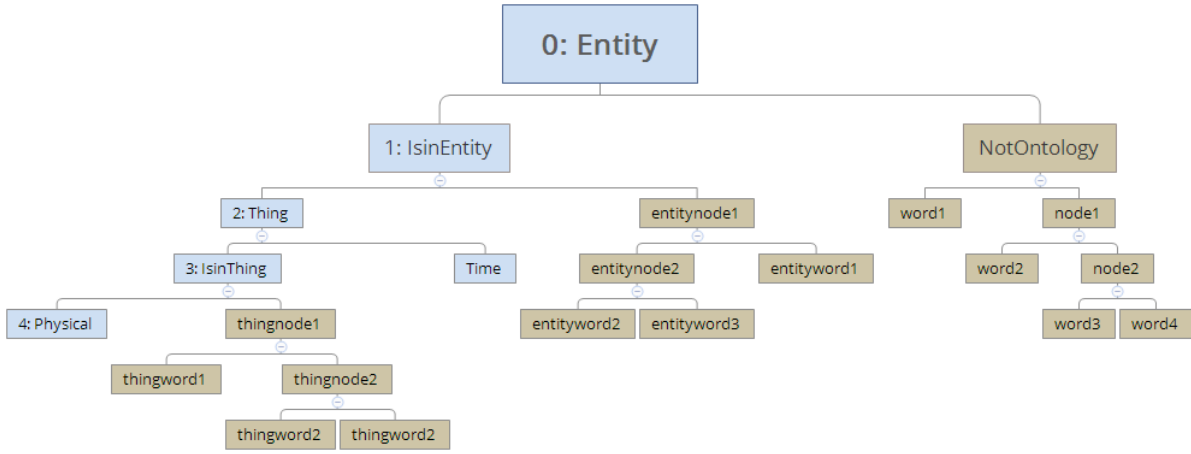 0: Entity
1: IsinEntity
NotOntology
2: Thing
entitynode1
word1
node1
3: IsinThing
Time
entitynode2
entityword1
word2
node2
4: Physical
thingnode1
entityword2
entityword3
word3
word4
thingword1
thingnode2
thingword2
thingword2